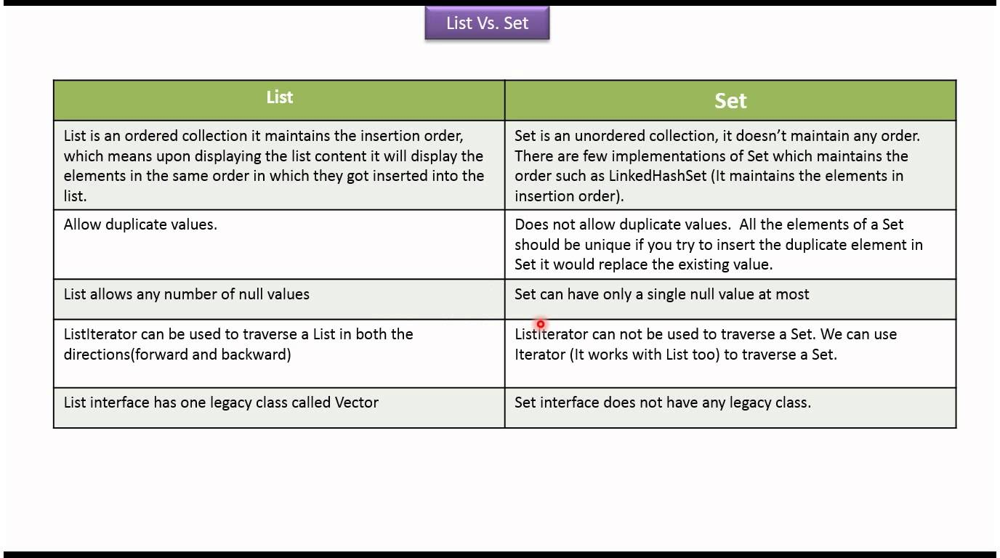 List Vs. Set
List
Set
List is an ordered collection it maintains the insertion order,
which means upon displaying the list content it will display the
elements in the same order in which they got inserted into the
list.
Set is an unordered collection, it doesn’t maintain any order.
There are few implementations of Set which maintains the
order such as LinkedHashSet (It maintains the elements in
insertion order).
Allow duplicate values.
Does not allow duplicate values.  All the elements of a Set
should be unique if you try to insert the duplicate element in
Set it would replace the existing value.
List allows any number of null values
Set can have only a single null value at most
ListIterator can be used to traverse a List in both the
directions(forward and backward)
ListIterator can not be used to traverse a Set. We can use
Iterator (It works with List too) to traverse a Set.
List interface has one legacy class called Vector
Set interface does not have any legacy class.